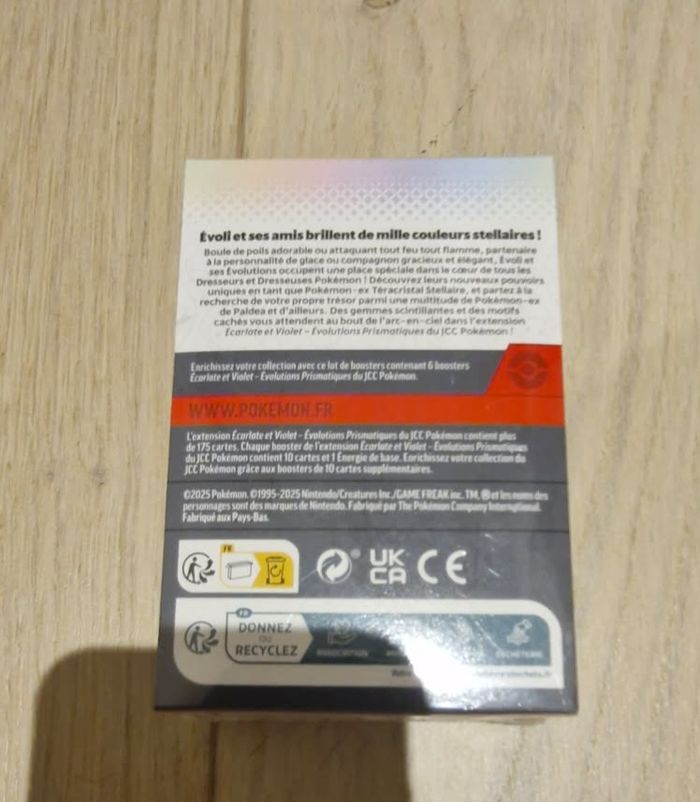 Évoli et ses amis brillent de mille couleurs stellaires !
Boule de poils adorable ou attaquant tout feu tout flamme, partenaire
à la personnalité de glace ou compagnon gracieux et élégant, Évoli et
ses Évolutions occupent une place spéciale dans le cœur de tous les
Dresseurs et Dresseuses Pokémon ! Découvrez leurs nouveaux pouvoirs
uniques en tant que Pokémon-ex Téracristal Stellaire, et partez à la
recherche de votre propre trésor parmi une multitude de Pokémon-ex
de Paldea et d'ailleurs. Des gemmes scintillantes et des motifs
cachés vous attendent au bout de l'arc-en-ciel dans l'extension
Écarlate et Violet – Évolutions Prismatiques du JCC Pokémon !
Enrichissez votre collection avec ce lot de boosters contenant 6 boosters
Écarlate et Violet – Évolutions Prismatiques du JCC Pokémon.
WWW.POKEMON.FR
L'extension Écarlate et Violet – Évolutions Prismatiques du JCC Pokémon contient plus
de 175 cartes. Chaque booster de l'extension Écarlate et Violet – Évolutions Prismatiques
du JCC Pokémon contient 10 cartes et 1 Énergie de base. Enrichissez votre collection du
JCC Pokémon grâce aux boosters de 10 cartes supplémentaires.
©2025 Pokémon. ©1995-2025 Nintendo/Creatures Inc./GAME FREAK inc. TM, ® et les noms des
personnages sont des marques de Nintendo. Fabriqué par The Pokémon Company International.
Fabriqué aux Pays-Bas.
FR
UK
CA
CE
FR
DONNEZ
OU
RECYCLEZ
ASSOCIATION
DÉCHÈTERIE